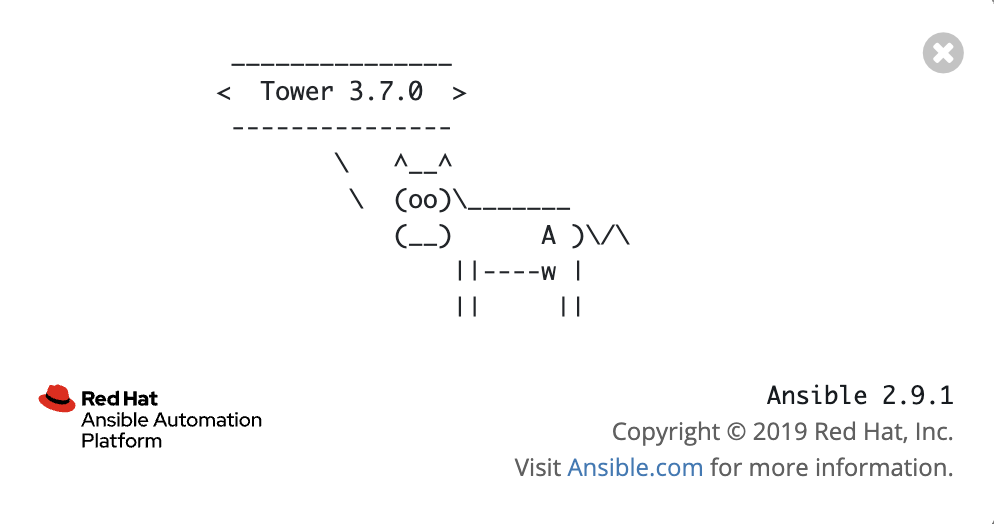 _______________
<  Tower 3.7.0  >
 ---------------
        \   ^__^
         \  (oo)\_______
            (__)      A )\/\
                ||----w |
                ||     ||
Red Hat
Ansible Automation
Platform
Ansible 2.9.1
Copyright © 2019 Red Hat, Inc.
Visit Ansible.com for more information.